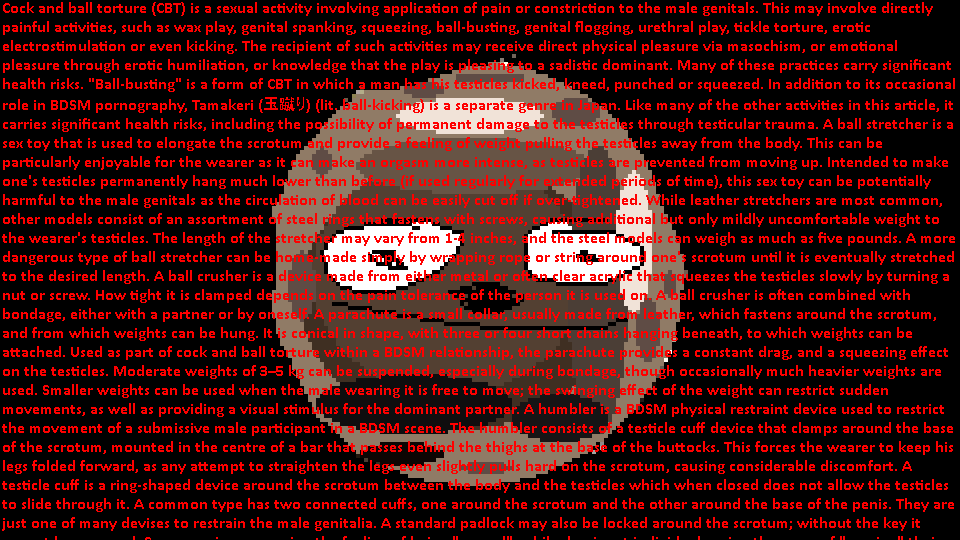 Cock and ball torture (CBT) is a sexual activity involving application of pain or constriction to the male genitals. This may involve directly
painful activities, such as wax play, genital spanking, squeezing, ball-busting, genital flogging, urethral play, tickle torture, erotic
electrostimulation or even kicking. The recipient of such activities may receive direct physical pleasure via masochism, or emotional
pleasure through erotic humiliation, or knowledge that the play is pleasing to a sadistic dominant. Many of these practices carry significant
health risks. "Ball-busting" is a form of CBT in which a man has his testicles kicked, kneed, punched or squeezed. In addition to its occasional
role in BDSM pornography, Tamakeri (玉蹴り) (lit. ball-kicking) is a separate genre in Japan. Like many of the other activities in this article, it
carries significant health risks, including the possibility of permanent damage to the testicles through testicular trauma. A ball stretcher is a
sex toy that is used to elongate the scrotum and provide a feeling of weight pulling the testicles away from the body. This can be
particularly enjoyable for the wearer as it can make an orgasm more intense, as testicles are prevented from moving up. Intended to make
one's testicles permanently hang much lower than before (if used regularly for extended periods of time), this sex toy can be potentially
harmful to the male genitals as the circulation of blood can be easily cut off if over-tightened. While leather stretchers are most common,
other models consist of an assortment of steel rings that fastens with screws, causing additional but only mildly uncomfortable weight to
the wearer's testicles. The length of the stretcher may vary from 1-4 inches, and the steel models can weigh as much as five pounds. A more
dangerous type of ball stretcher can be home-made simply by wrapping rope or string around one's scrotum until it is eventually stretched
to the desired length. A ball crusher is a device made from either metal or often clear acrylic that squeezes the testicles slowly by turning a
nut or screw. How tight it is clamped depends on the pain tolerance of the person it is used on. A ball crusher is often combined with
bondage, either with a partner or by oneself. A parachute is a small collar, usually made from leather, which fastens around the scrotum,
and from which weights can be hung. It is conical in shape, with three or four short chains hanging beneath, to which weights can be
attached. Used as part of cock and ball torture within a BDSM relationship, the parachute provides a constant drag, and a squeezing effect
on the testicles. Moderate weights of 3–5 kg can be suspended, especially during bondage, though occasionally much heavier weights are
used. Smaller weights can be used when the male wearing it is free to move; the swinging effect of the weight can restrict sudden
movements, as well as providing a visual stimulus for the dominant partner. A humbler is a BDSM physical restraint device used to restrict
the movement of a submissive male participant in a BDSM scene. The humbler consists of a testicle cuff device that clamps around the base
of the scrotum, mounted in the centre of a bar that passes behind the thighs at the base of the buttocks. This forces the wearer to keep his
legs folded forward, as any attempt to straighten the legs even slightly pulls hard on the scrotum, causing considerable discomfort. A
testicle cuff is a ring-shaped device around the scrotum between the body and the testicles which when closed does not allow the testicles
to slide through it. A common type has two connected cuffs, one around the scrotum and the other around the base of the penis. They are
just one of many devises to restrain the male genitalia. A standard padlock may also be locked around the scrotum; without the key it